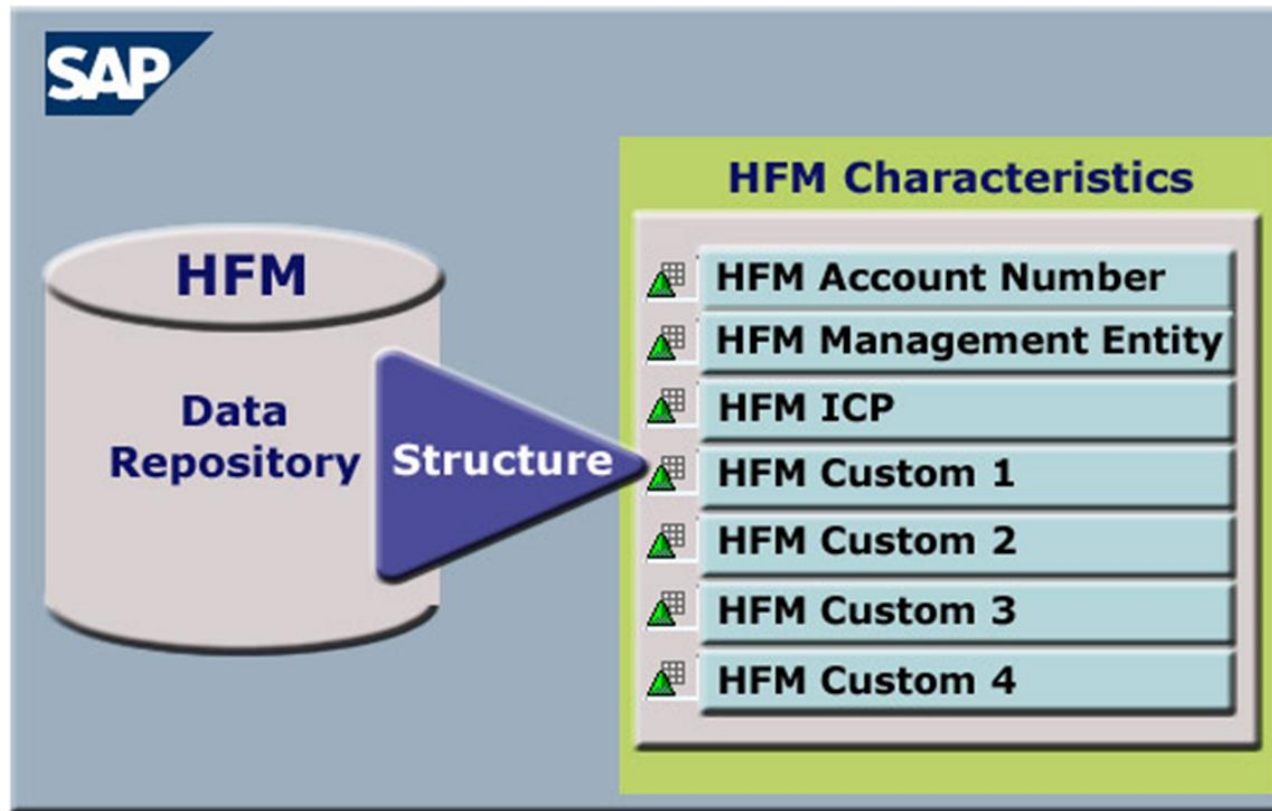 SAP
HFM
Data
Repository
Structure
HFM Characteristics
HFM Account Number
HFM Management Entity
HFM ICP
HFM Custom 1
HFM Custom 2
HFM Custom 3
HFM Custom 4